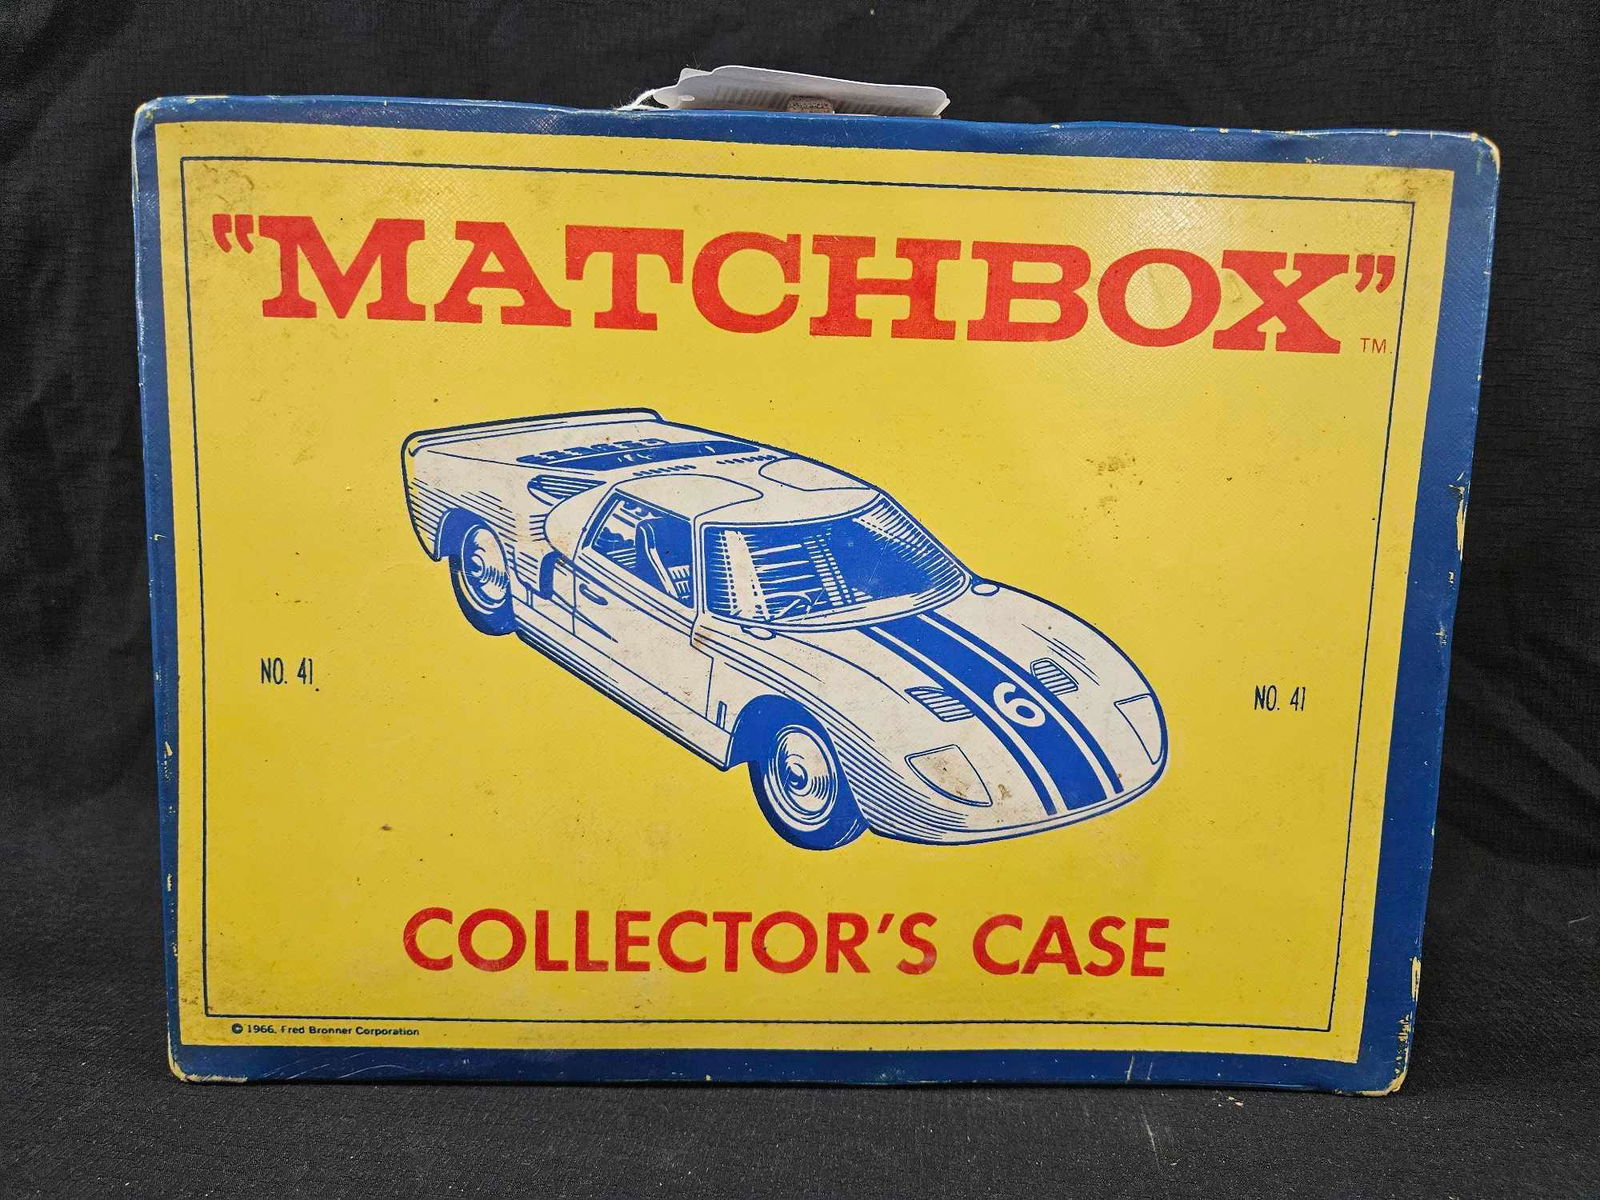 "MATCHBOX"
TM.
6
NO. 41
NO. 41
COLLECTOR'S CASE
© 1966, Fred Bronner Corporation